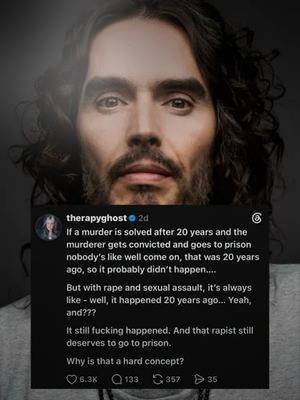 therapyghost 2d
If a murder is solved after 20 years and the
murderer gets convicted and goes to prison
nobody's like well come on, that was 20 years
ago, so it probably didn't happen....
But with rape and sexual assault, it's always
like - well, it happened 20 years ago... Yeah,
and???
It still fucking happened. And that rapist still
deserves to go to prison.
Why is that a hard concept?
6.3K 133 357 35